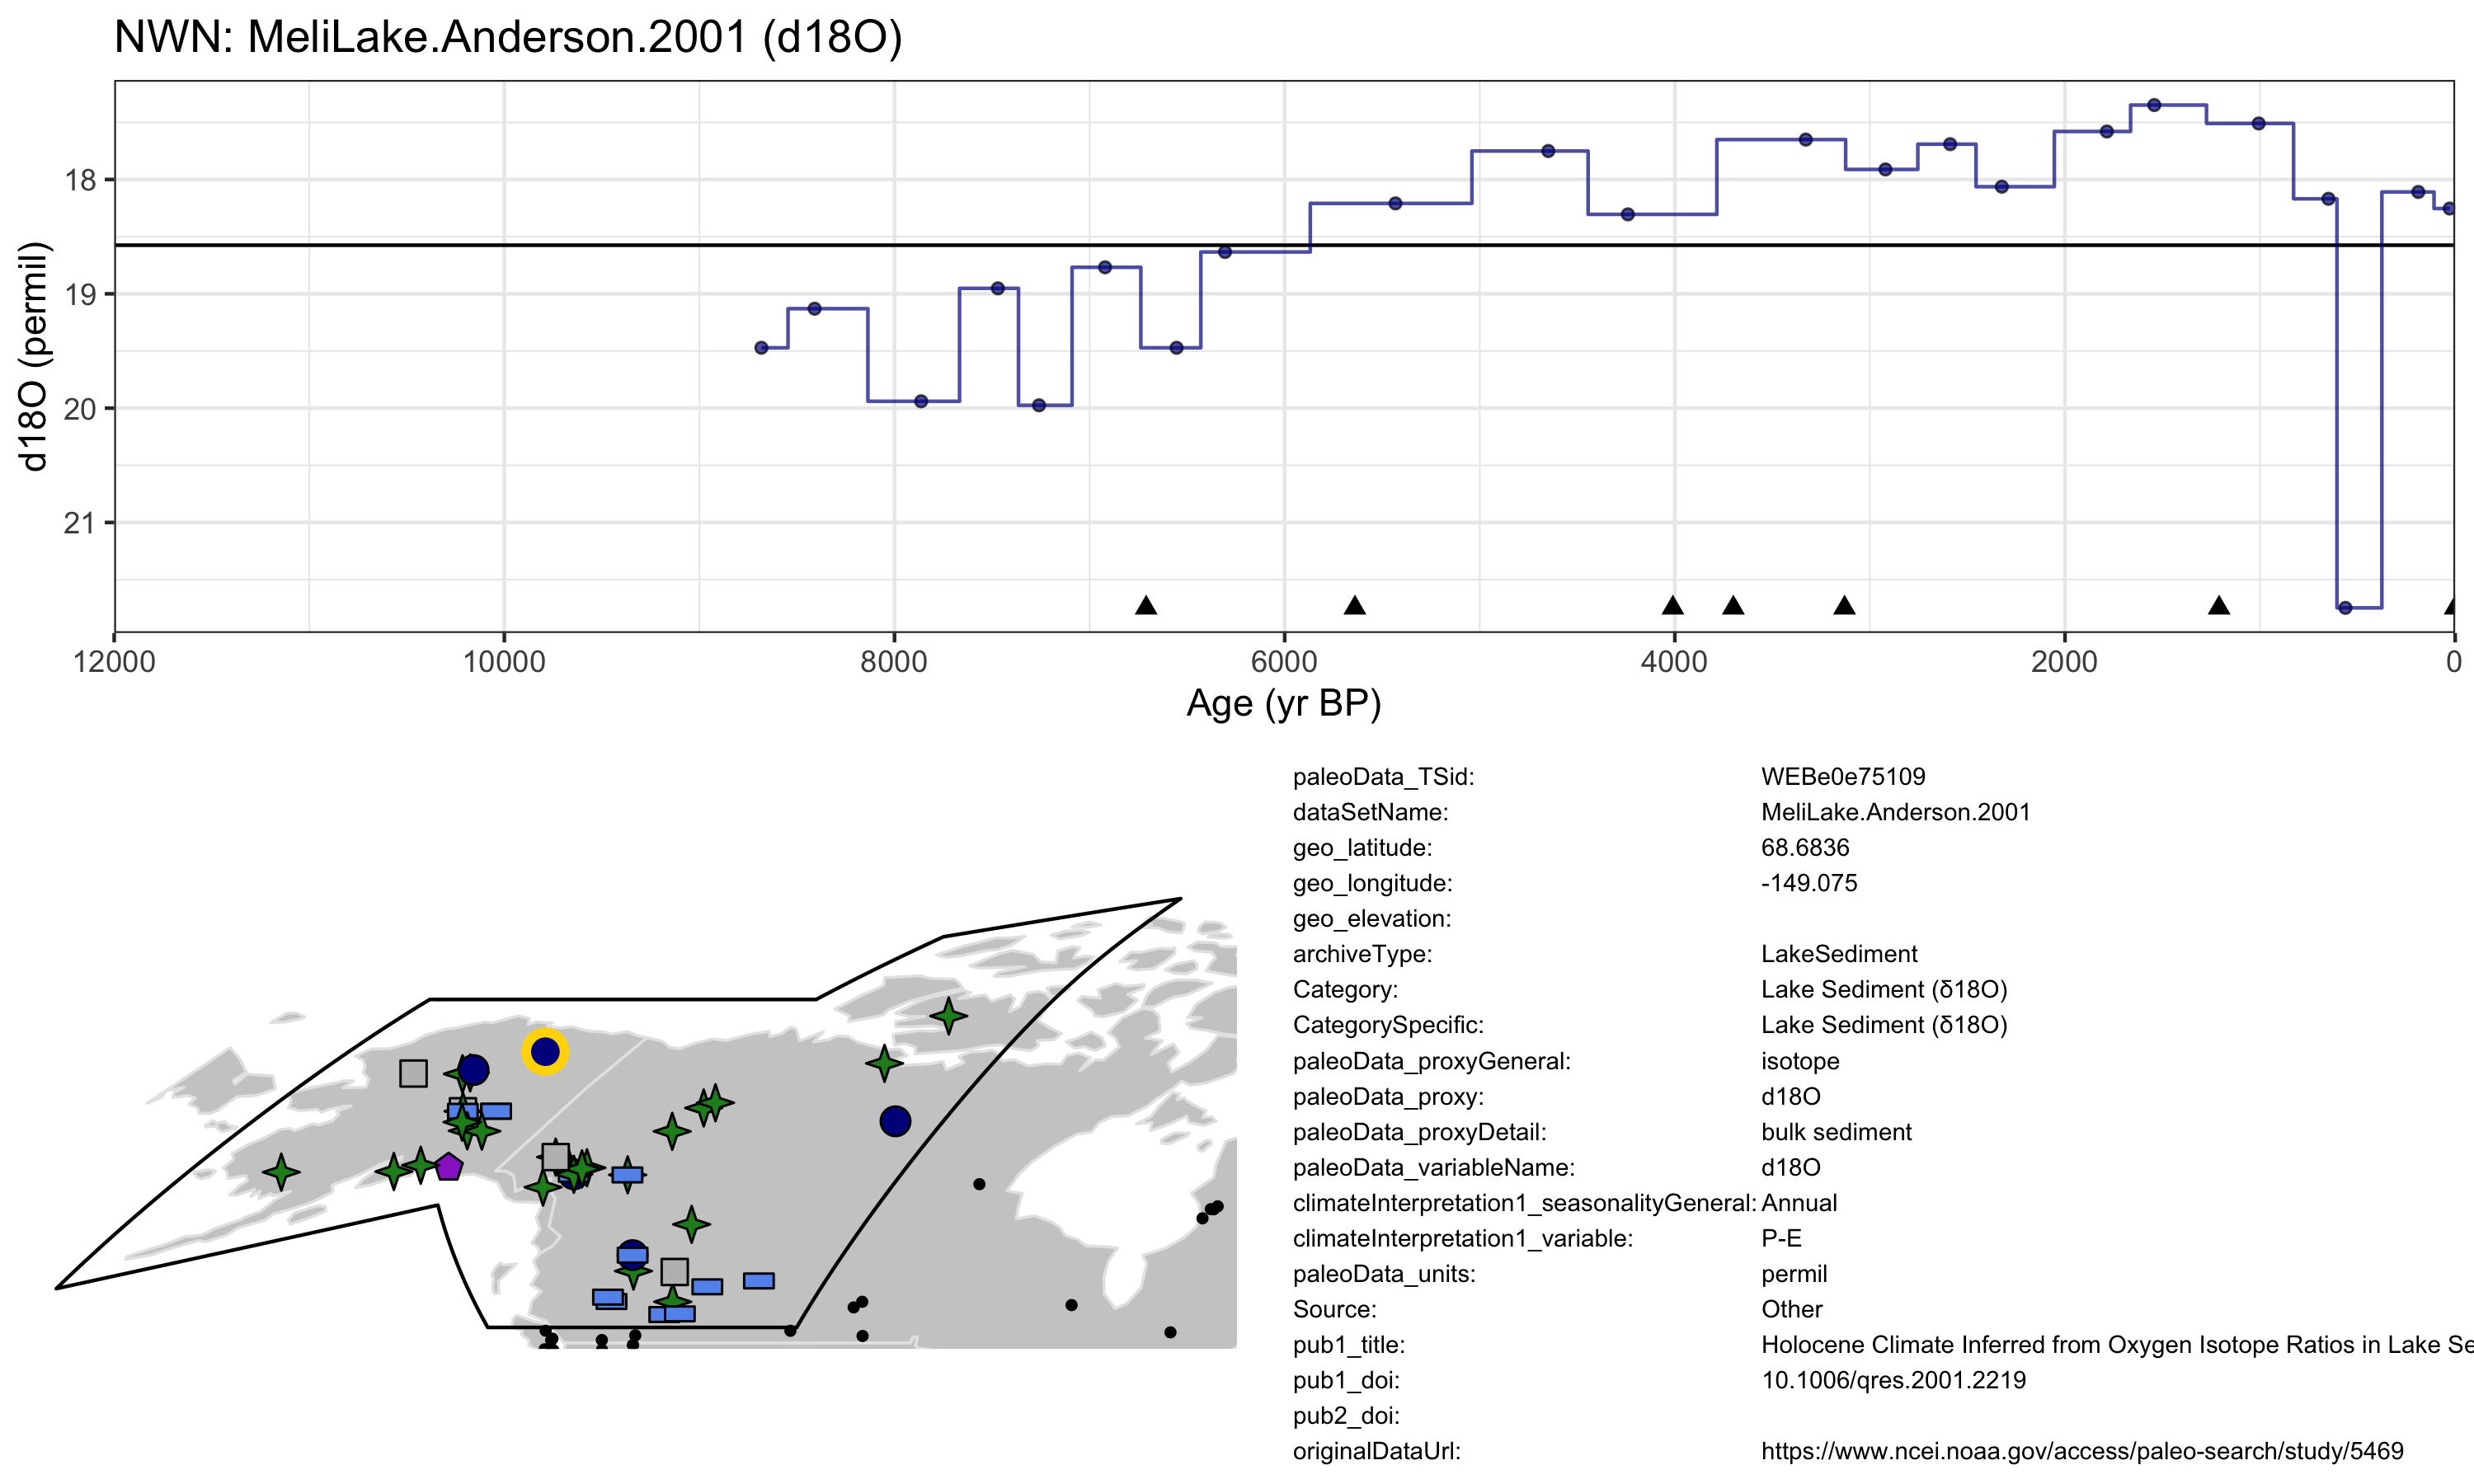 NWN: MeliLake.Anderson.2001 (d18O)
d18O (permil)
18
19
20
21
12000 10000 8000 6000 4000 2000 0
Age (yr BP)
paleoData_TSid: WEBe0e75109
dataSetName: MeliLake.Anderson.2001
geo_latitude: 68.6836
geo_longitude: -149.075
geo_elevation:
archiveType: LakeSediment
Category: Lake Sediment (δ18O)
CategorySpecific: Lake Sediment (δ18O)
paleoData_proxyGeneral: isotope
paleoData_proxy: d18O
paleoData_proxyDetail: bulk sediment
paleoData_variableName: d18O
climateInterpretation1_seasonalityGeneral: Annual
climateInterpretation1_variable: P-E
paleoData_units: permil
Source: Other
pub1_title: Holocene Climate Inferred from Oxygen Isotope Ratios in Lake Se
pub1_doi: 10.1006/qres.2001.2219
pub2_doi:
originalDataUrl: https://www.ncei.noaa.gov/access/paleo-search/study/5469